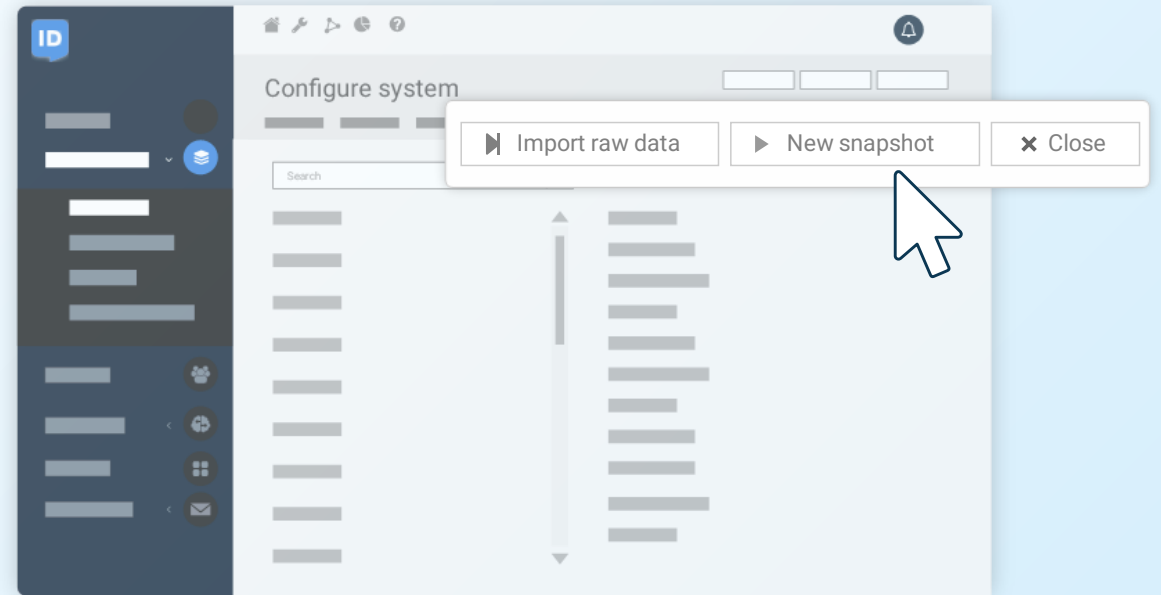 ID
Configure system
Import raw data
New snapshot
Close
Search